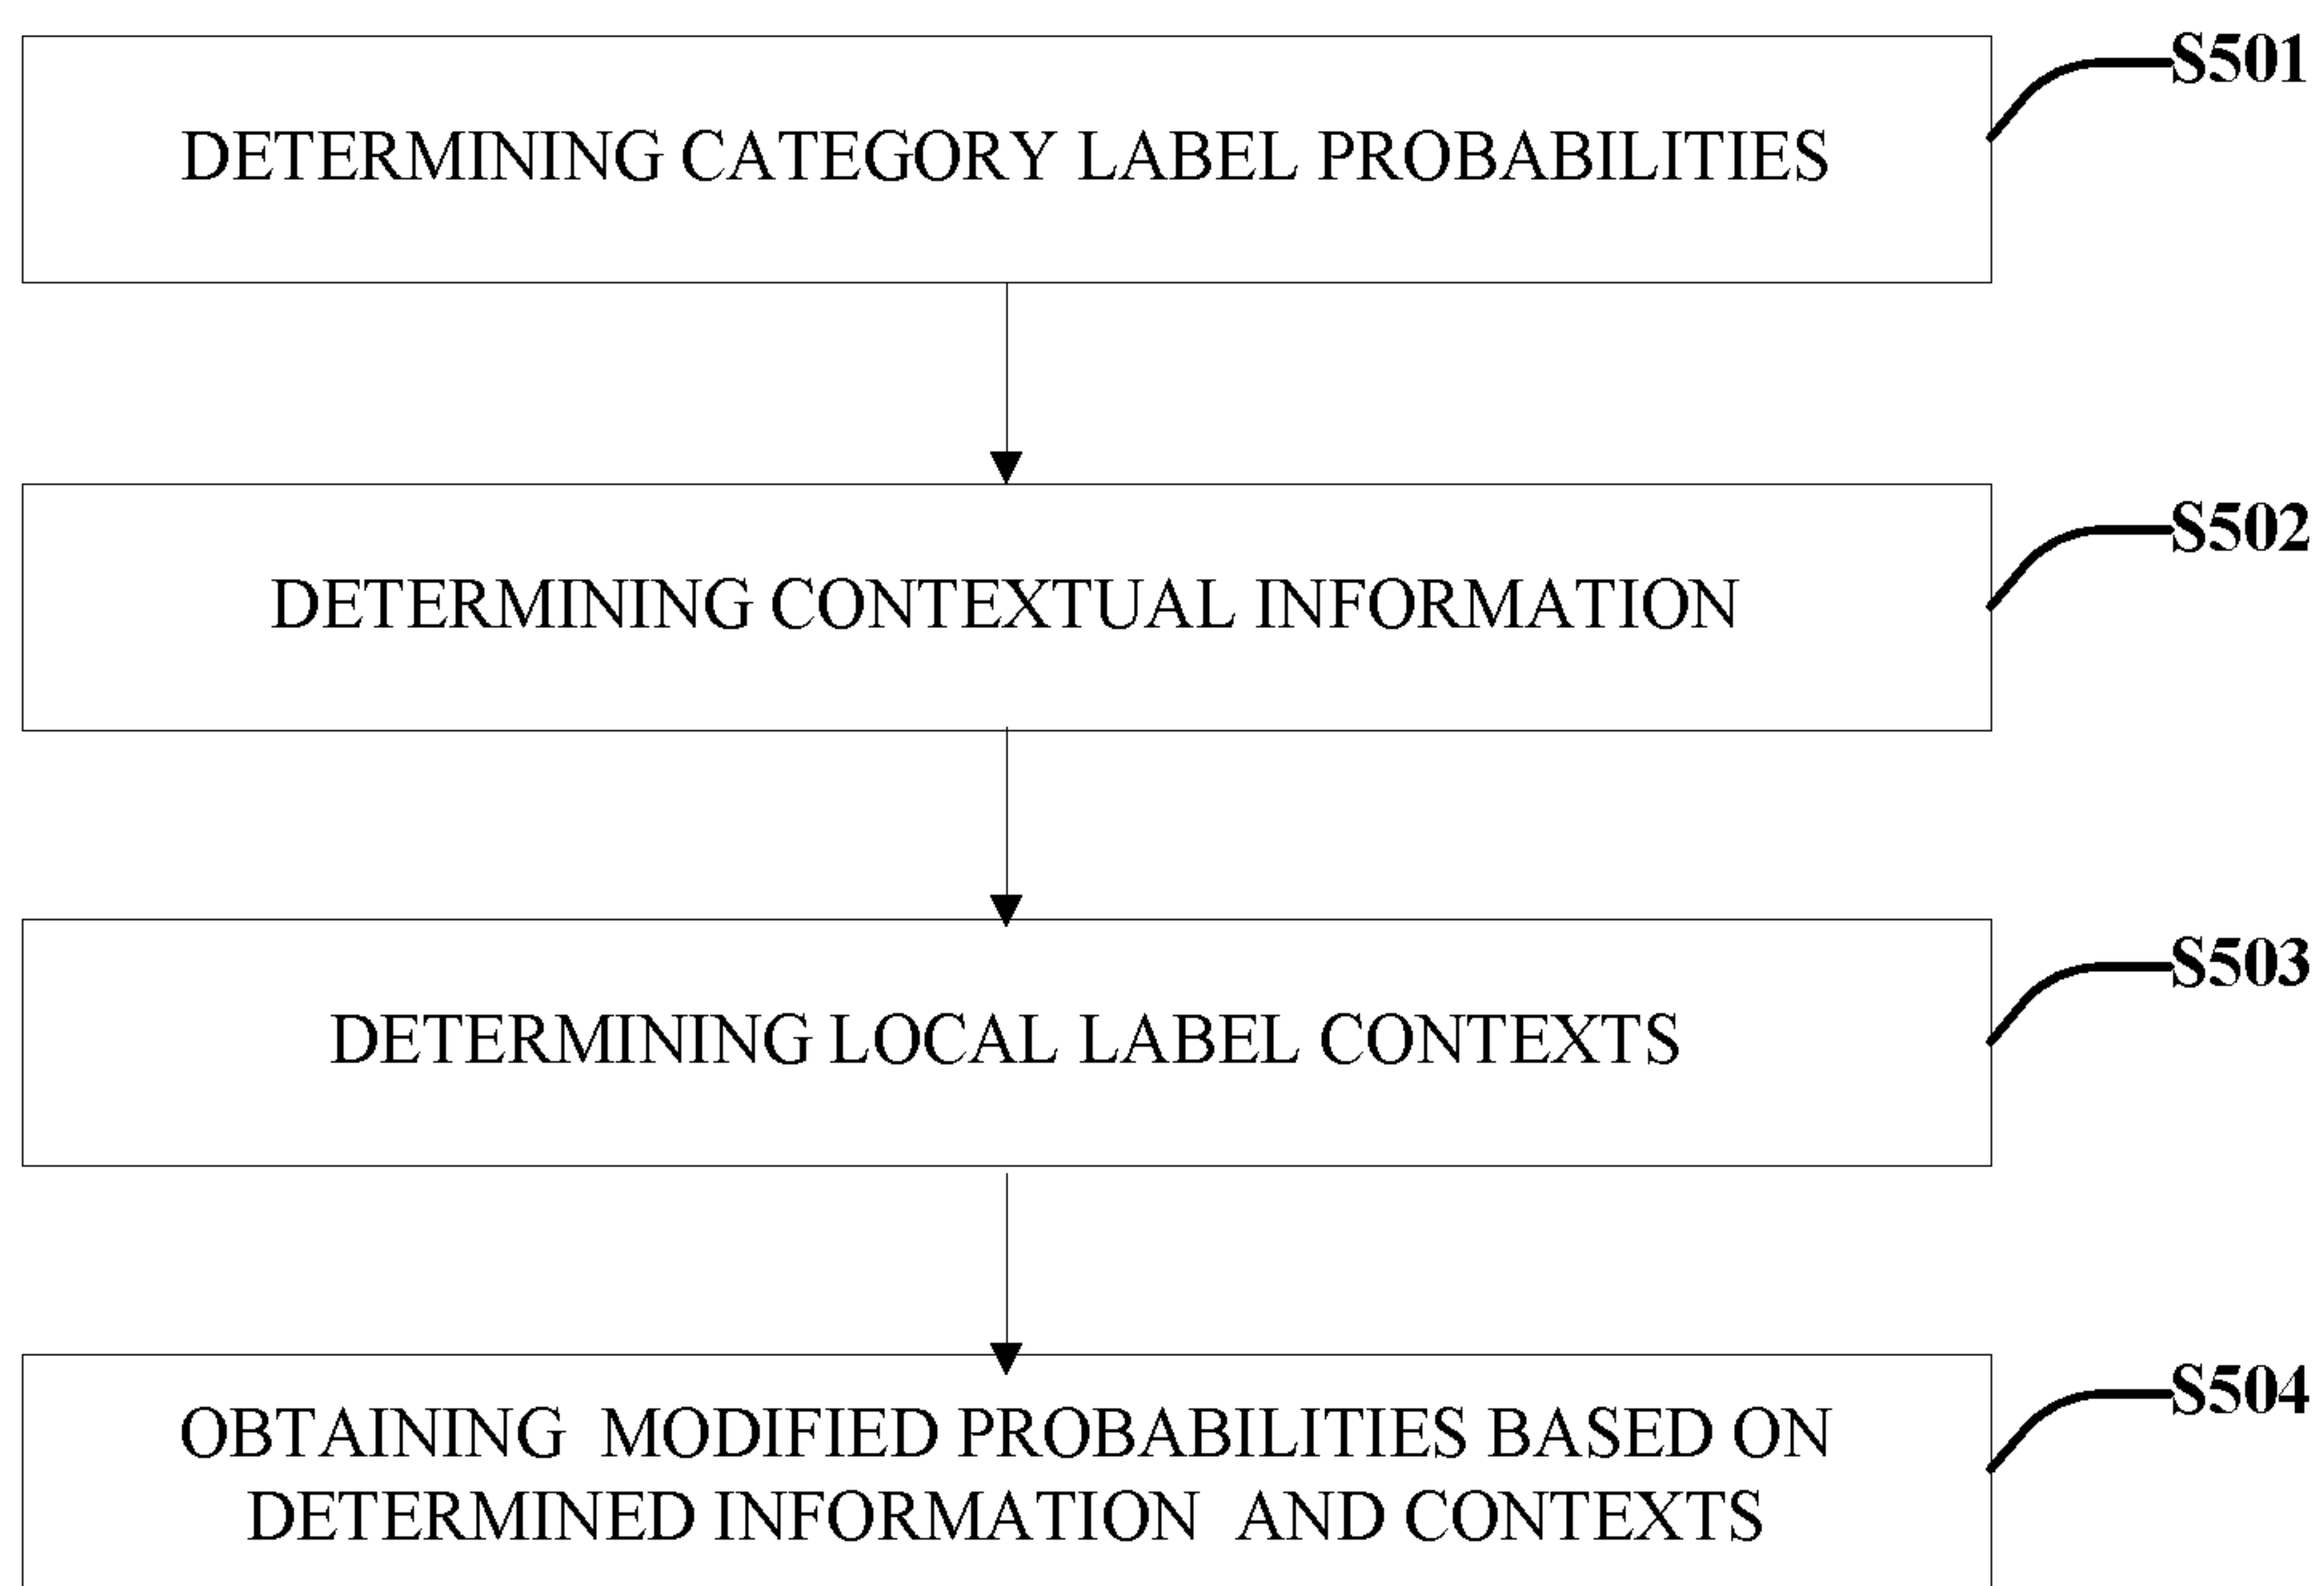 S501
DETERMINING CATEGORY LABEL PROBABILITIES
S502
DETERMINING CONTEXTUAL INFORMATION
S503
DETERMINING LOCAL LABEL CONTEXTS
S504
OBTAINING MODIFIED PROBABILITIES BASED ON
DETERMINED INFORMATION AND CONTEXTS